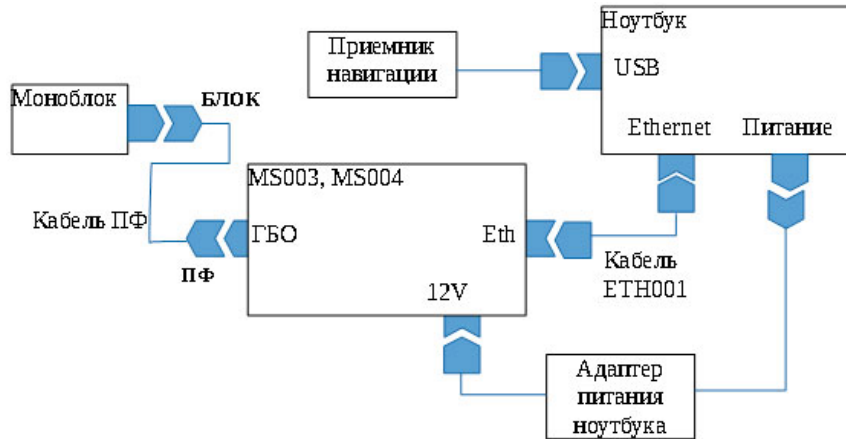 Ноутбук
Приемник
навигации
USB
Моноблок
БЛОК
Ethernet Питание
MS003, MS004
Кабель ПФ
ГБО
Eth
ПФ
Кабель
ETH001
12V
Адаптер
питания
ноутбука